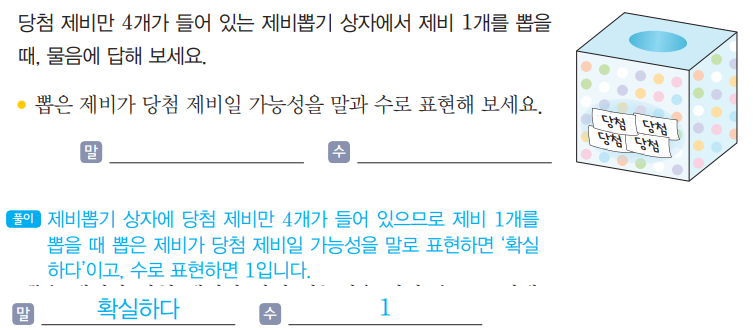 당첨 제비만 4개가 들어 있는 제비뽑기 상자에서 제비 1개를 뽑을
때, 물음에 답해 보세요.
당첨 당첨
당첨 당첨
● 뽑은 제비가 당첨 제비일 가능성을 말과 수로 표현해 보세요.
말 수
풀이 제비뽑기 상자에 당첨 제비만 4개가 들어 있으므로 제비 1개를
뽑을 때 뽑은 제비가 당첨 제비일 가능성을 말로 표현하면 ‘확실
하다’이고, 수로 표현하면 1입니다.
말 확실하다 수 1